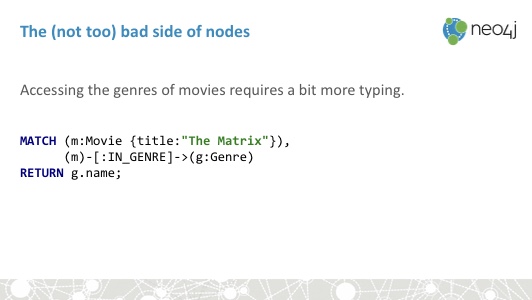 The (not too) bad side of nodes
neo4j
Accessing the genres of movies requires a bit more typing.
MATCH (m:Movie {title:"The Matrix"}),
      (m)-[:IN_GENRE]->(g:Genre)
RETURN g.name;